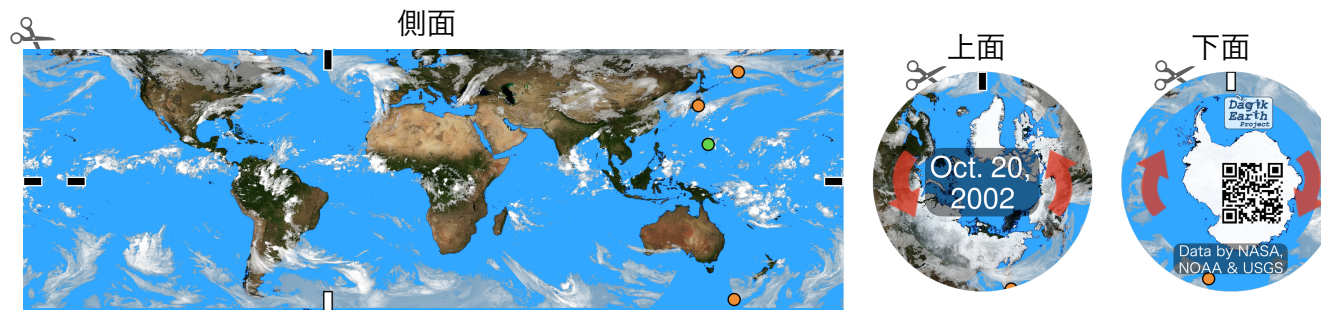 側面
上面
下面
Oct. 20,
2002
Dagik
Earth
Project
Data by NASA,
NOAA & USGS